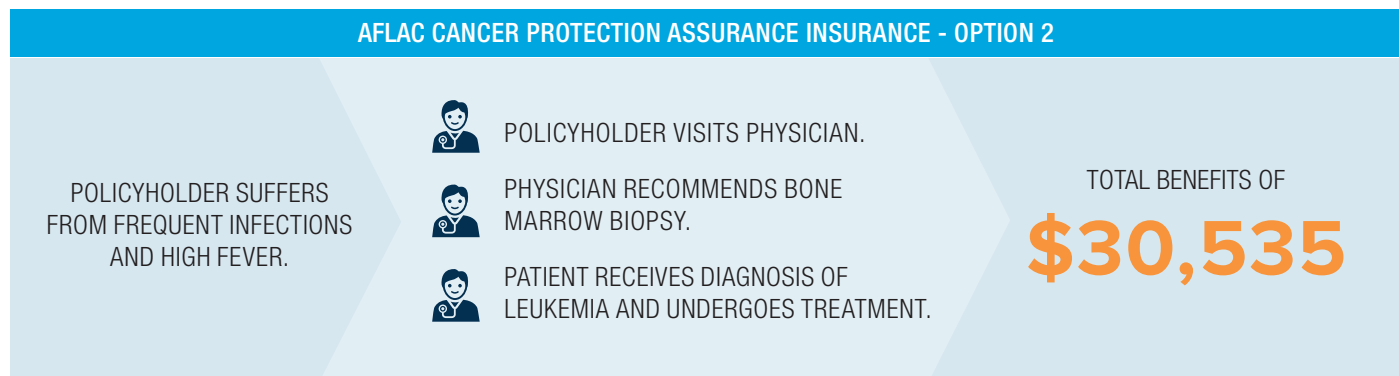 AFLAC CANCER PROTECTION ASSURANCE INSURANCE - OPTION 2
POLICYHOLDER SUFFERS
FROM FREQUENT INFECTIONS
AND HIGH FEVER.
POLICYHOLDER VISITS PHYSICIAN.
PHYSICIAN RECOMMENDS BONE
MARROW BIOPSY.
PATIENT RECEIVES DIAGNOSIS OF
LEUKEMIA AND UNDERGOES TREATMENT.
TOTAL BENEFITS OF
$30,535